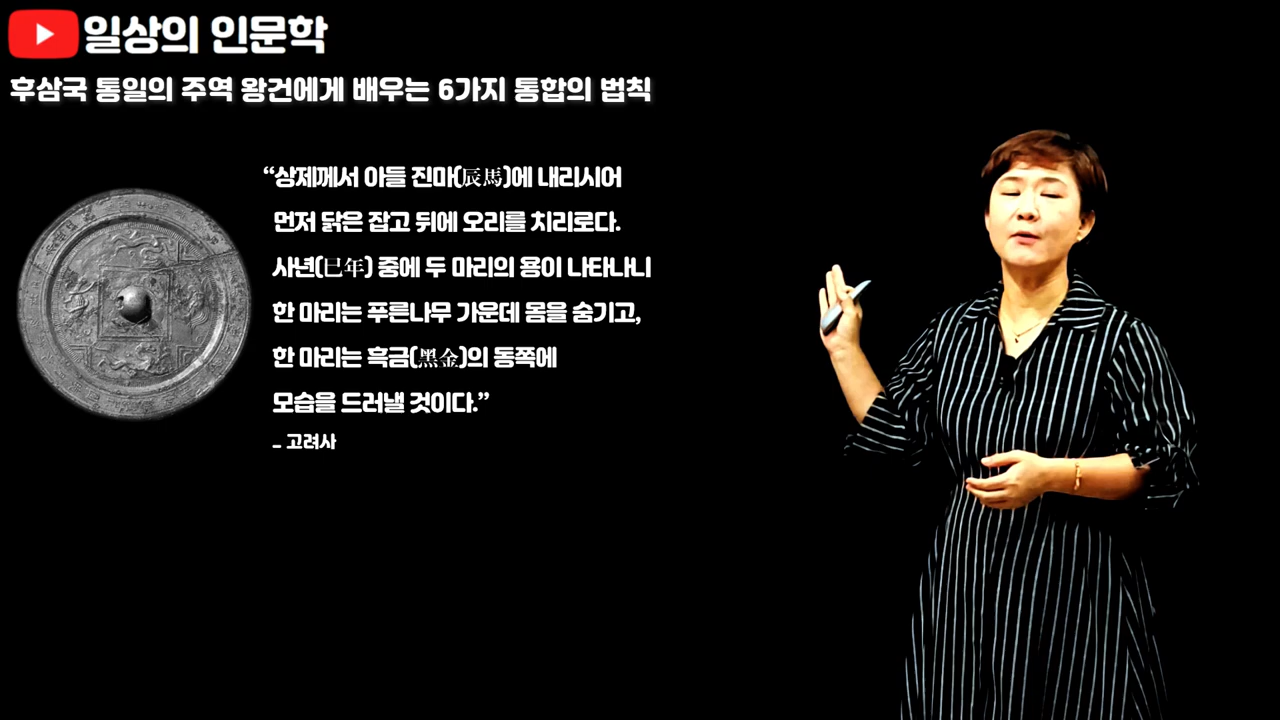 일상의 인문학
후삼국 통일의 주역 왕건에게 배우는 6가지 통합의 법칙
“상제께서 아들 진마(辰馬)에 내리시어
먼저 닭은 잡고 뒤에 오리를 치리로다.
사년(巳年) 중에 두 마리의 용이 나타나니
한 마리는 푸른나무 가운데 몸을 숨기고,
한 마리는 흑금(黑金)의 동쪽에
모습을 드러낼 것이다.”
- 고려사